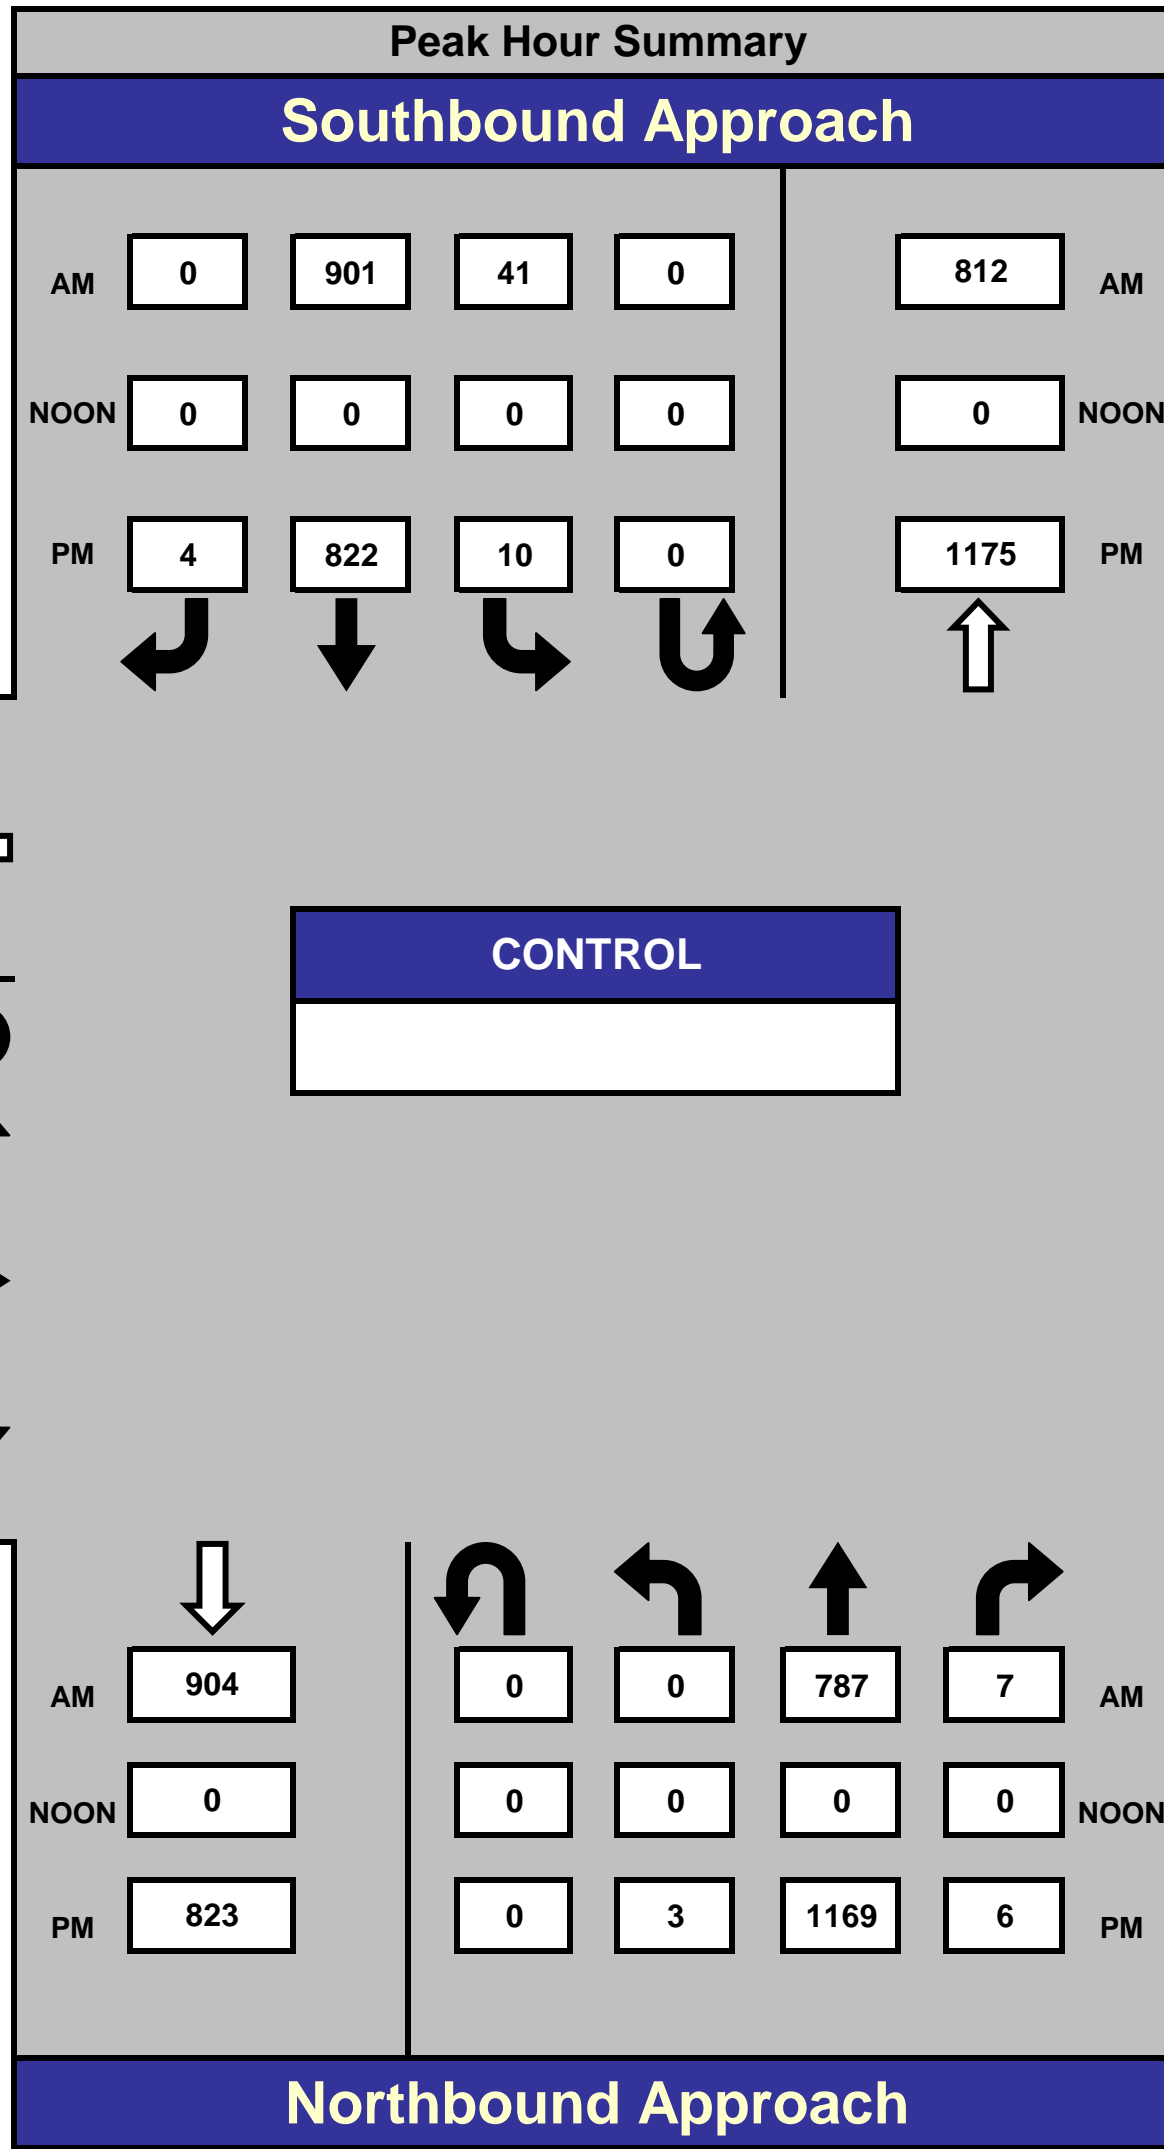 Peak Hour Summary
Southbound Approach
AM 0 901 41 0 812 AM
NOON 0 0 0 0 0 NOON
PM 4 822 10 0 1175 PM
CONTROL
AM 904 0 0 787 7 AM
NOON 0 0 0 0 0 NOON
PM 823 0 3 1169 6 PM
Northbound Approach